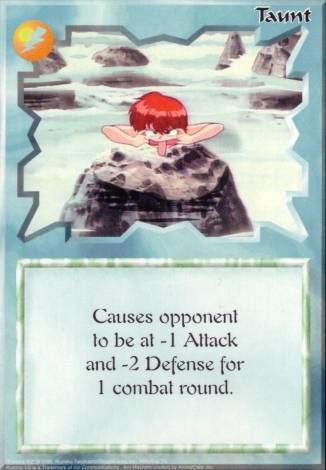 Taunt
Causes opponent
to be at -1 Attack
and -2 Defense for
1 combat round.